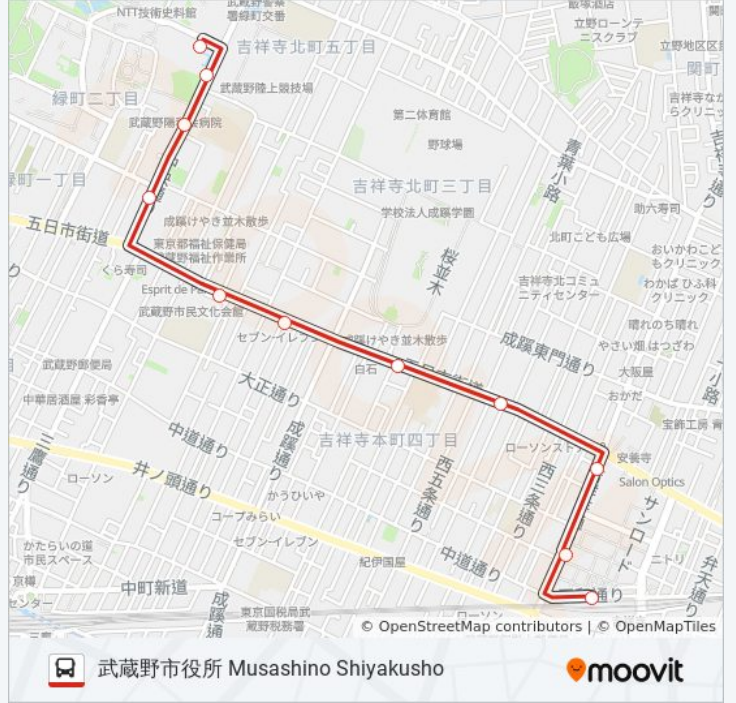 飯塚酒店
武蔵野警察
署緑町交番
NTT技術史料館
立野ローンテ
ニスクラブ
吉祥寺北町五丁目
立野地区区
関町
武蔵野陸上競技場
緑町二丁目
吉祥寺なか
らクリニッ
第二体育館
野球場
吉祥寺通り
青葉小路
緑町一丁目
吉祥寺北町三丁目
助六寿司
学校法人成蹊学園
成蹊けやき並木散歩
五日市街道
東京都福祉保健局
武蔵野福祉作業所
北町こども広場
おいかわこど
もクリニック
くら寿司
桜並木
わかば ひふ科
クリニック
吉祥寺北コミュ
ニティセンター
武蔵野市民文化会館
晴れのち晴れ
セブン-イレブン
成蹊けやき並木散歩
成蹊東門通り
やさい畑 はつざわ
武蔵野郵便局
白石
大阪屋
大正通り
おかだ
中華居酒屋 彩香亭
宝飾工房
中道通り
成蹊通り
吉祥寺本町四丁目
三鷹通り
安養寺
西五条通り
西三条通り
Salon Optics
井ノ頭通り
ローソン
かうひいや
サンロード
コープみらい
セブン-イレブン
かたらいの道
市民スペース
中道通り
ニトリ
弁天通り
紀伊国屋
京樽
センター
中町新道
成蹊通り
東京国税局武
蔵野税務署
ローソン
© OpenStreetMap contributors | © OpenMapTiles
武蔵野市役所 Musashino Shiyakusho
moovit